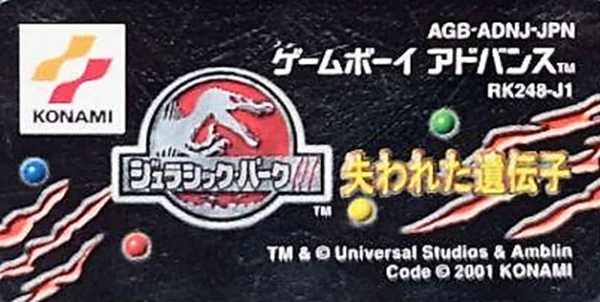 AGB-ADNJ-JPN
ゲームボーイ アドバンス™
RK248-J1
KONAMI
ジュラシック・パークIII
TM
失われた遺伝子
TM & © Universal Studios & Amblin
Code © 2001 KONAMI